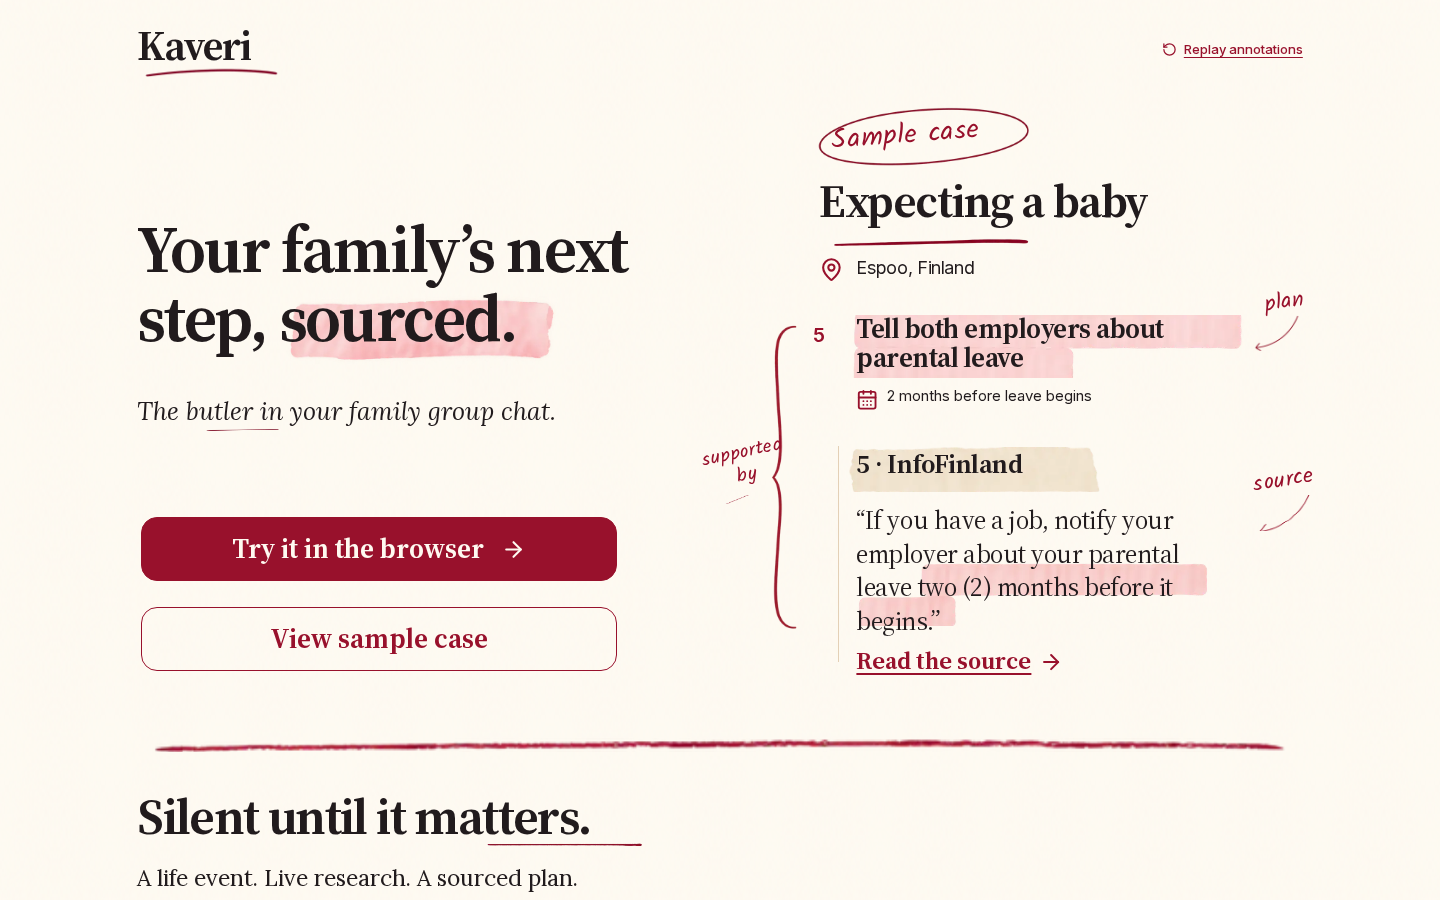 Kaveri
Replay annotations
Your family’s next
step, sourced.
The butler in your family group chat.
Try it in the browser
View sample case
Sample case
Expecting a baby
Espoo, Finland
plan
5
Tell both employers about
parental leave
2 months before leave begins
supported
by
5 · InfoFinland
source
“If you have a job, notify your
employer about your parental
leave two (2) months before it
begins.”
Read the source
Silent until it matters.
A life event. Live research. A sourced plan.